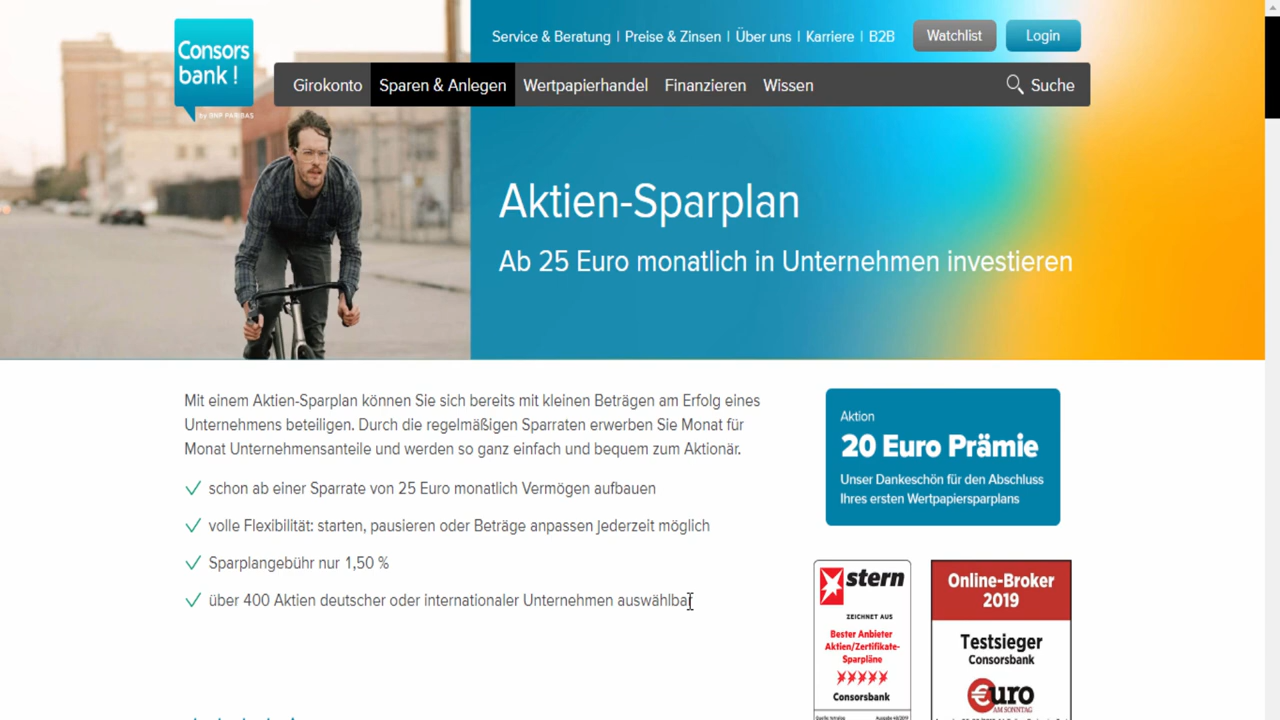 Consors
bank !
by BNP PARIBAS
Service & Beratung | Preise & Zinsen | Über uns | Karriere | B2B
Watchlist
Login
Girokonto
Sparen & Anlegen
Wertpapierhandel
Finanzieren
Wissen
Suche
Aktien-Sparplan
Ab 25 Euro monatlich in Unternehmen investieren
Mit einem Aktien-Sparplan können Sie sich bereits mit kleinen Beträgen am Erfolg eines
Unternehmens beteiligen. Durch die regelmäßigen Sparraten erwerben Sie Monat für
Monat Unternehmensanteile und werden so ganz einfach und bequem zum Aktionär.
schon ab einer Sparrate von 25 Euro monatlich Vermögen aufbauen
volle Flexibilität: starten, pausieren oder Beträge anpassen jederzeit möglich
Sparplangebühr nur 1,50 %
über 400 Aktien deutscher oder internationaler Unternehmen auswählbar
Aktion
20 Euro Prämie
Unser Dankeschön für den Abschluss
Ihres ersten Wertpapiersparplans
stern
ZEICHNET AUS
Bester Anbieter
Aktien/Zertifikate-
Sparpläne
Consorsbank
Online-Broker
2019
Testsieger
Consorsbank
€uro
AM SONNTAG